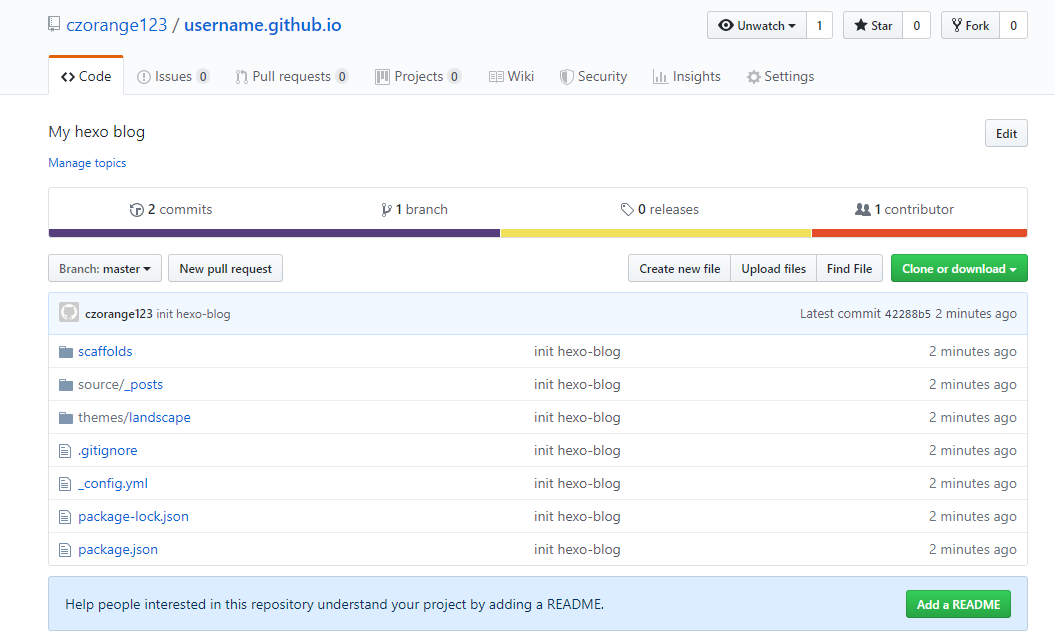 czorange123 / username.github.io Unwatch 1 Star 0 Fork 0
Code Issues 0 Pull requests 0 Projects 0 Wiki Security Insights Settings
My hexo blog Edit
Manage topics
2 commits 1 branch 0 releases 1 contributor
Branch: master New pull request Create new file Upload files Find File Clone or download
czorange123 init hexo-blog Latest commit 42288b5 2 minutes ago
scaffolds init hexo-blog 2 minutes ago
source/_posts init hexo-blog 2 minutes ago
themes/landscape init hexo-blog 2 minutes ago
.gitignore init hexo-blog 2 minutes ago
_config.yml init hexo-blog 2 minutes ago
package-lock.json init hexo-blog 2 minutes ago
package.json init hexo-blog 2 minutes ago
Help people interested in this repository understand your project by adding a README. Add a README